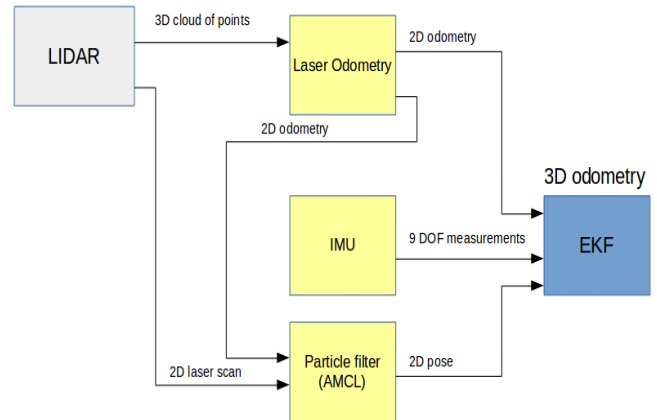 3D cloud of points
LIDAR
2D odometry
Laser Odometry
2D odometry
3D odometry
IMU
9 DOF measurements
EKF
Particle filter
(AMCL)
2D laser scan
2D pose